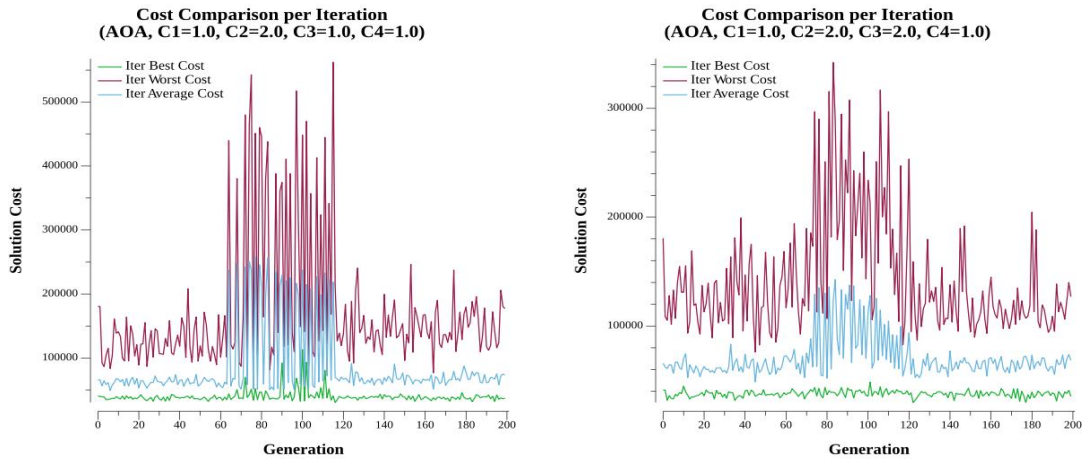 Cost Comparison per Iteration
(AOA, C1=1.0, C2=2.0, C3=1.0, C4=1.0)
Iter Best Cost
Iter Worst Cost
Iter Average Cost
500000
400000
300000
200000
100000
Solution Cost
0 20 40 60 80 100 120 140 160 180 200
Generation
Cost Comparison per Iteration
(AOA, C1=1.0, C2=2.0, C3=2.0, C4=1.0)
Iter Best Cost
Iter Worst Cost
Iter Average Cost
300000
200000
100000
Solution Cost
0 20 40 60 80 100 120 140 160 180 200
Generation